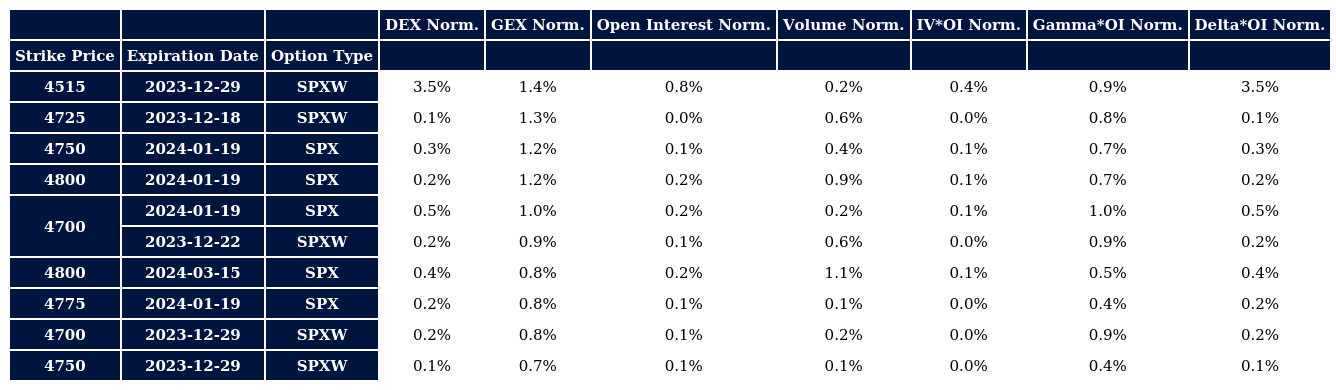 DEX Norm. GEX Norm. Open Interest Norm. Volume Norm. IV*OI Norm. Gamma*OI Norm. Delta*OI Norm.
Strike Price Expiration Date Option Type
4515 2023-12-29 SPXW 3.5% 1.4% 0.8% 0.2% 0.4% 0.9% 3.5%
4725 2023-12-18 SPXW 0.1% 1.3% 0.0% 0.6% 0.0% 0.8% 0.1%
4750 2024-01-19 SPX 0.3% 1.2% 0.1% 0.4% 0.1% 0.7% 0.3%
4800 2024-01-19 SPX 0.2% 1.2% 0.2% 0.9% 0.1% 0.7% 0.2%
4700 2024-01-19 SPX 0.5% 1.0% 0.2% 0.2% 0.1% 1.0% 0.5%
2023-12-22 SPXW 0.2% 0.9% 0.1% 0.6% 0.0% 0.9% 0.2%
4800 2024-03-15 SPX 0.4% 0.8% 0.2% 1.1% 0.1% 0.5% 0.4%
4775 2024-01-19 SPX 0.2% 0.8% 0.1% 0.1% 0.0% 0.4% 0.2%
4700 2023-12-29 SPXW 0.2% 0.8% 0.1% 0.2% 0.0% 0.9% 0.2%
4750 2023-12-29 SPXW 0.1% 0.7% 0.1% 0.1% 0.0% 0.4% 0.1%